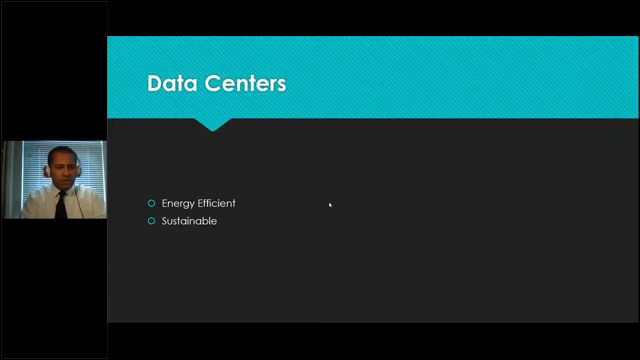 Data Centers
Energy Efficient
Sustainable